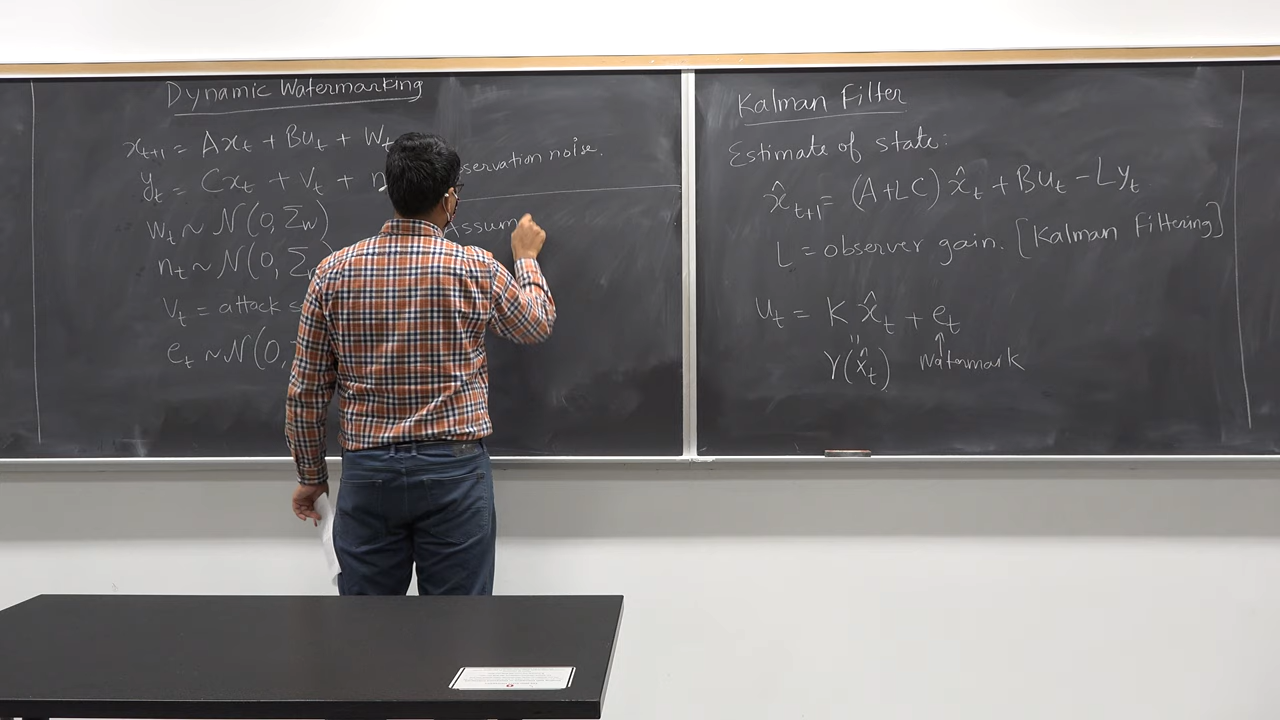 Dynamic Watermarking
x_{t+1} = Ax_t + Bu_t + W_t
y_t = Cx_t + V_t + n
noise.
w_t ~ N(0, Σ_w)
n_t ~ N(0, Σ
V_t = attack s
e_t ~ N(0,
Assum
Kalman Filter
Estimate of state:
x̂_{t+1} = (A+LC) x̂_t + Bu_t - Ly_t
L = observer gain. [Kalman Filtering]
u_t = K x̂_t + e_t
"
γ(x̂_t) ↑ watermark